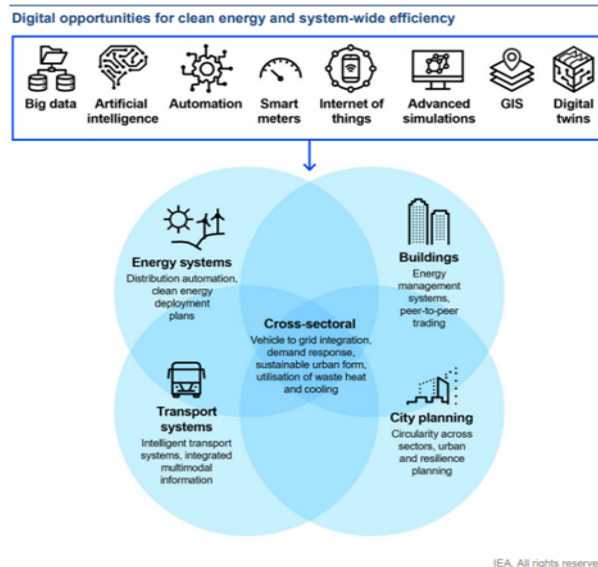 Digital opportunities for clean energy and system-wide efficiency
Big data
Artificial
intelligence
Automation
Smart
meters
Internet of
things
Advanced
simulations
GIS
Digital
twins
Energy systems
Distribution automation,
clean energy
deployment
plans
Buildings
Energy
management
systems,
peer-to-peer
trading
Cross-sectoral
Vehicle to grid integration,
demand response,
sustainable urban form,
utilisation of waste heat
and cooling
Transport
systems
Intelligent transport
systems, integrated
multimodal
information
City planning
Circularity across
sectors, urban
and resilience
planning
IEA. All rights reserve